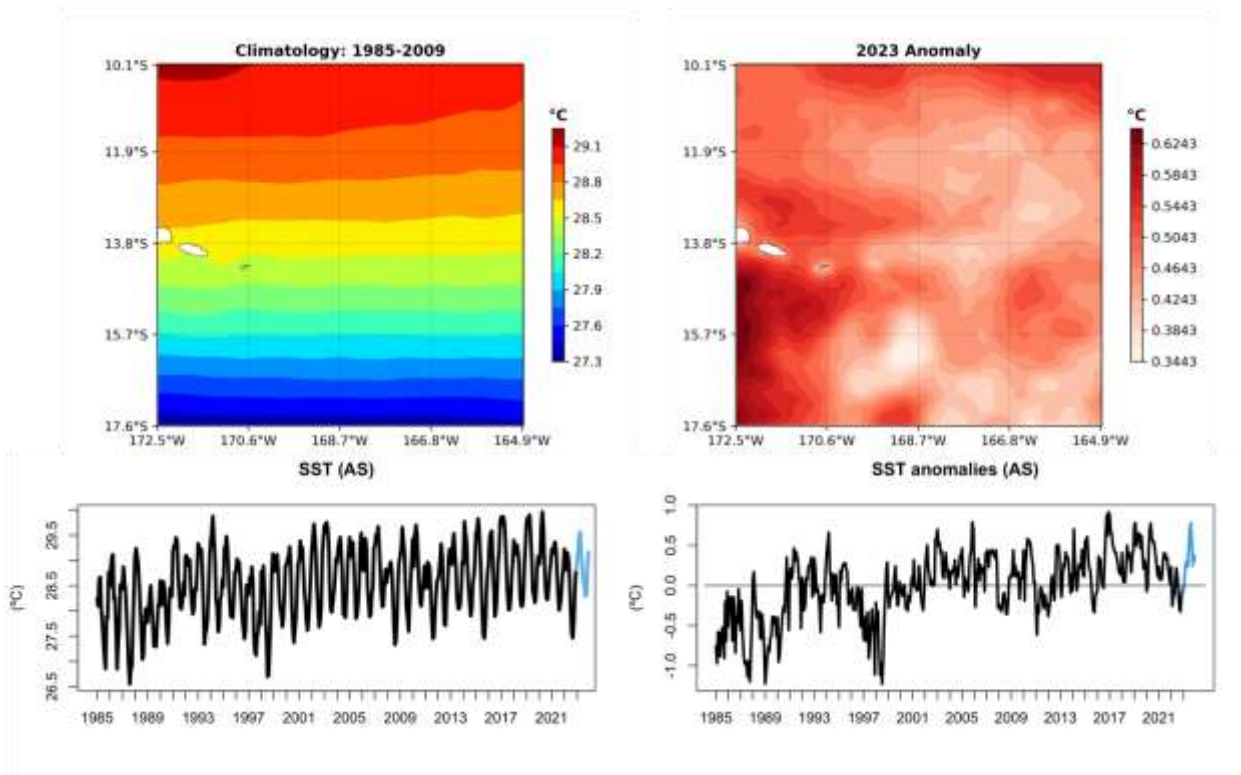 Climatology: 1985-2009
10.1°S
11.9°S
13.8°S
15.7°S
17.6°S
172.5°W 170.6°W 168.7°W 166.8°W 164.9°W
°C
29.1
28.8
28.5
28.2
27.9
27.6
27.3
2023 Anomaly
10.1°S
11.9°S
13.8°S
15.7°S
17.6°S
172.5°W 170.6°W 168.7°W 166.8°W 164.9°W
°C
0.6243
0.5843
0.5443
0.5043
0.4643
0.4243
0.3843
0.3443
SST (AS)
(°C)
29.5
28.5
27.5
26.5
1985 1989 1993 1997 2001 2005 2009 2013 2017 2021
SST anomalies (AS)
(°C)
1.0
0.5
0.0
-0.5
-1.0
1985 1989 1993 1997 2001 2005 2009 2013 2017 2021